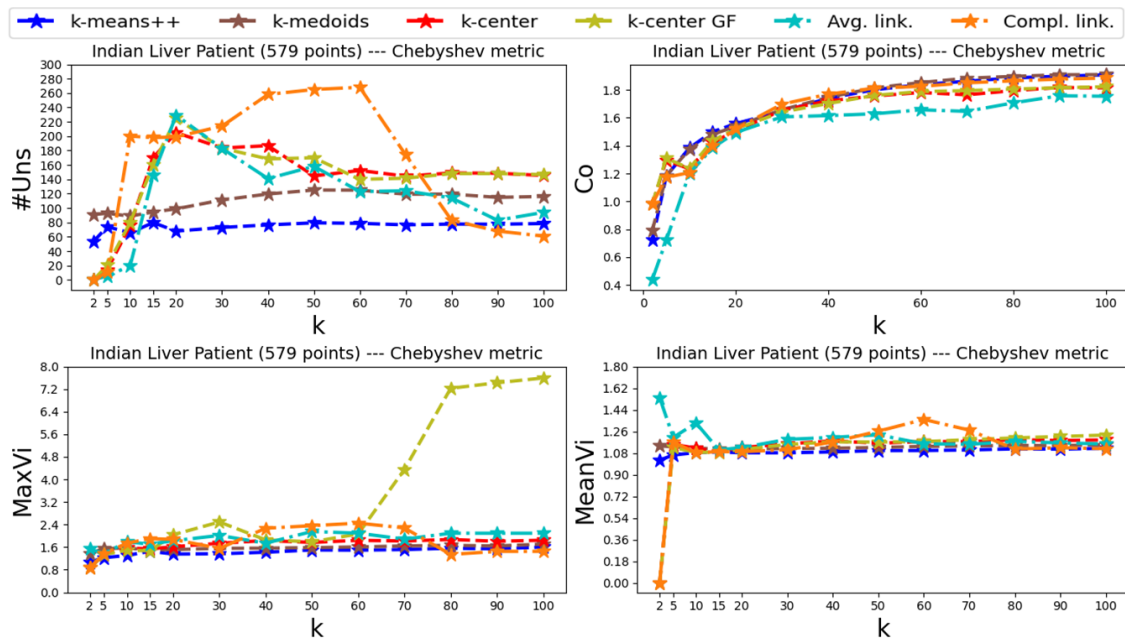 k-means++ k-medoids k-center k-center GF Avg. link. Compl. link.
Indian Liver Patient (579 points) --- Chebyshev metric
#Uns
300
280
260
240
220
200
180
160
140
120
100
80
60
40
20
0
2 5 10 15 20 30 40 50 60 70 80 90 100
k
Indian Liver Patient (579 points) --- Chebyshev metric
Co
1.8
1.6
1.4
1.2
1.0
0.8
0.6
0.4
0 20 40 60 80 100
k
Indian Liver Patient (579 points) --- Chebyshev metric
MaxVi
8.0
7.2
6.4
5.6
4.8
4.0
3.2
2.4
1.6
0.8
0.0
2 5 10 15 20 30 40 50 60 70 80 90 100
k
Indian Liver Patient (579 points) --- Chebyshev metric
MeanVi
1.80
1.62
1.44
1.26
1.08
0.90
0.72
0.54
0.36
0.18
0.00
2 5 10 15 20 30 40 50 60 70 80 90 100
k